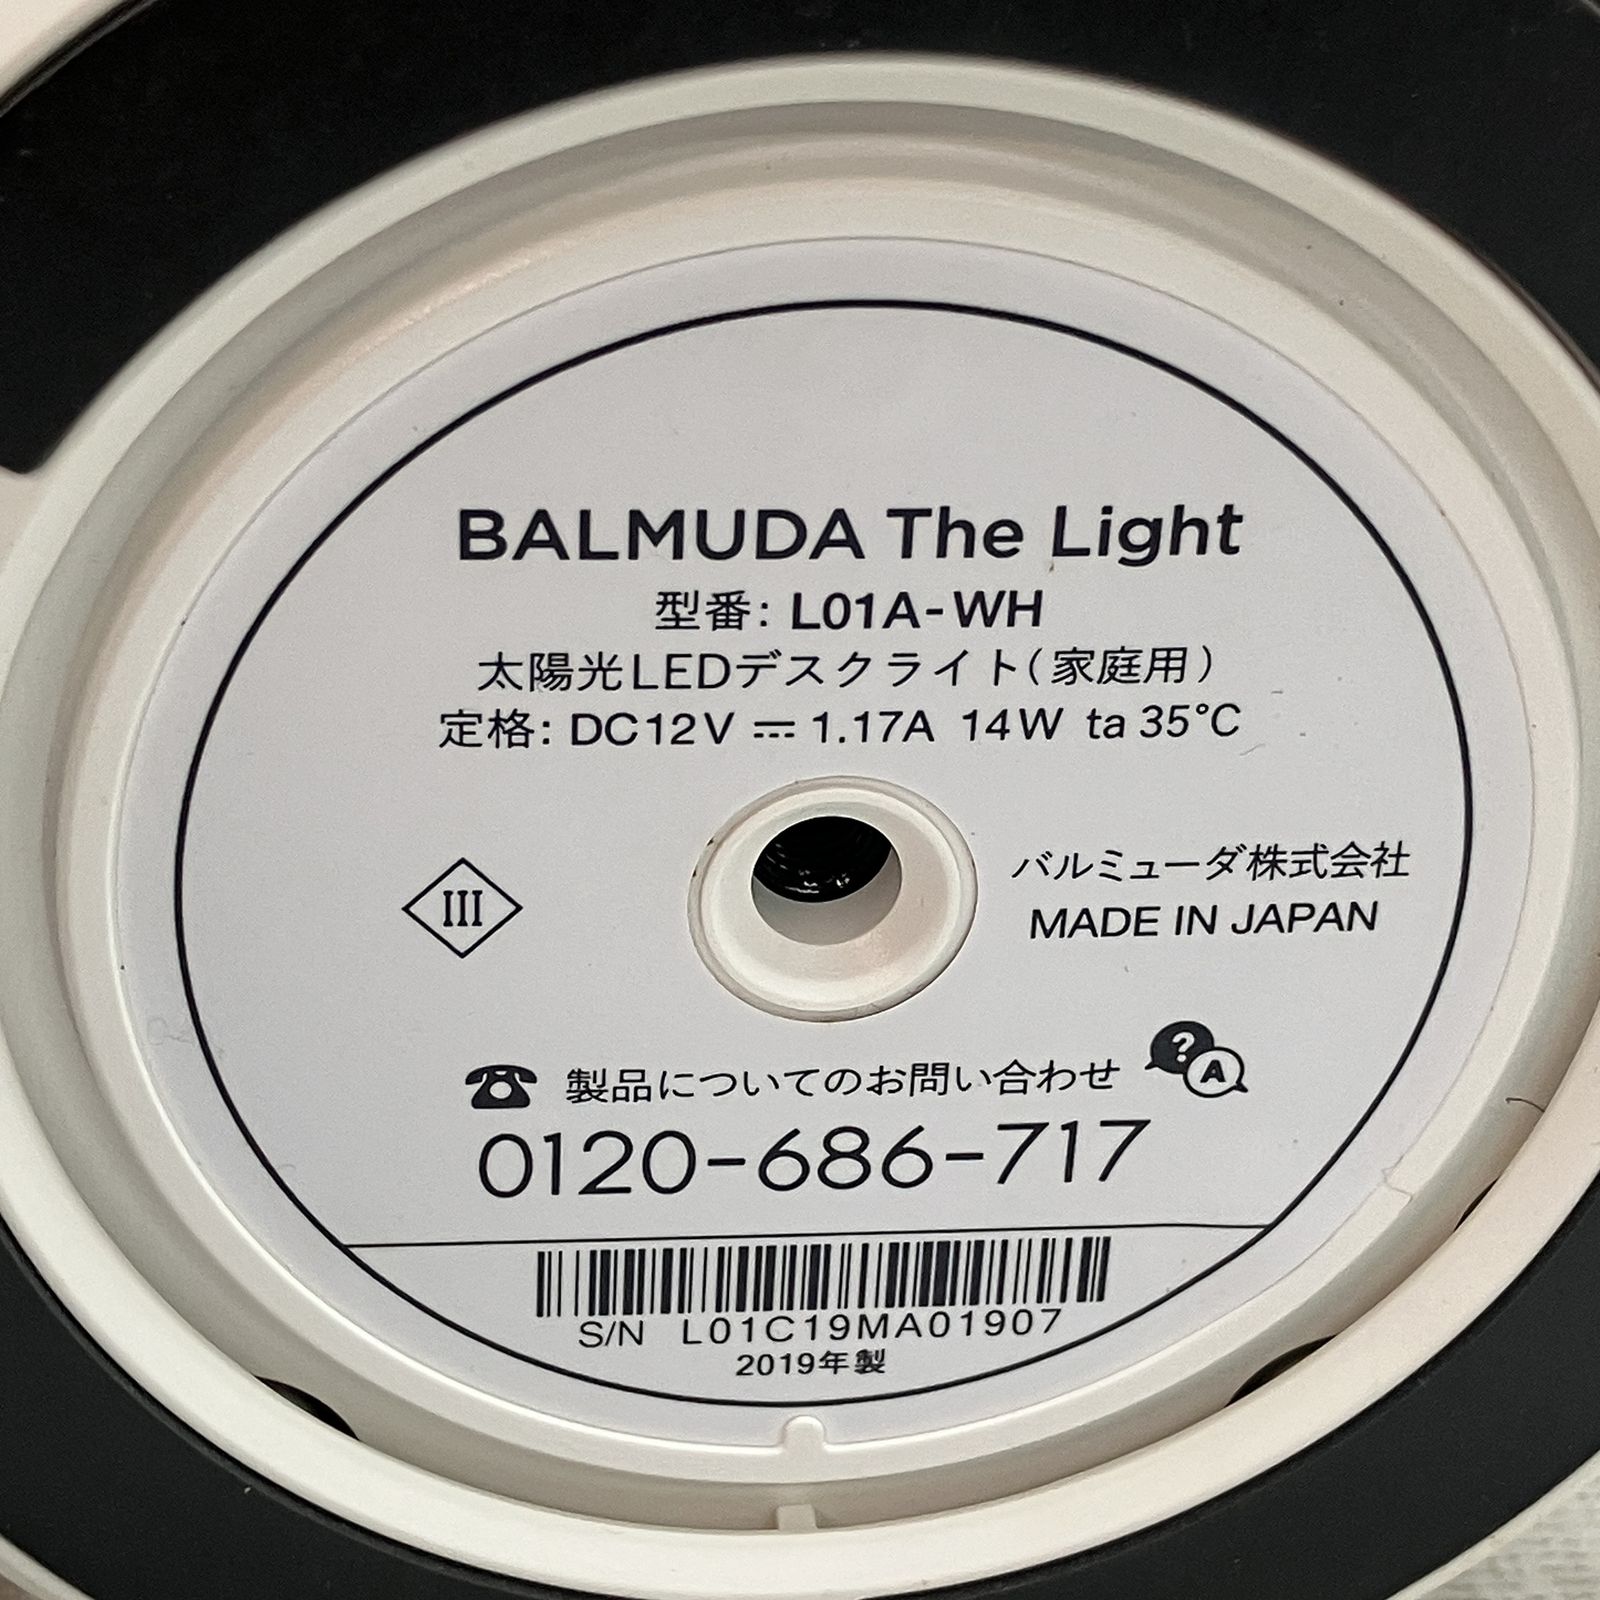 BALMUDA The Light
型番: L01A-WH
太陽光LEDデスクライト(家庭用)
定格: DC12V ⎓ 1.17A 14W ta 35°C
III
バルミューダ株式会社
MADE IN JAPAN
製品についてのお問い合わせ
? A
0120-686-717
S/N L01C19MA01907
2019年製